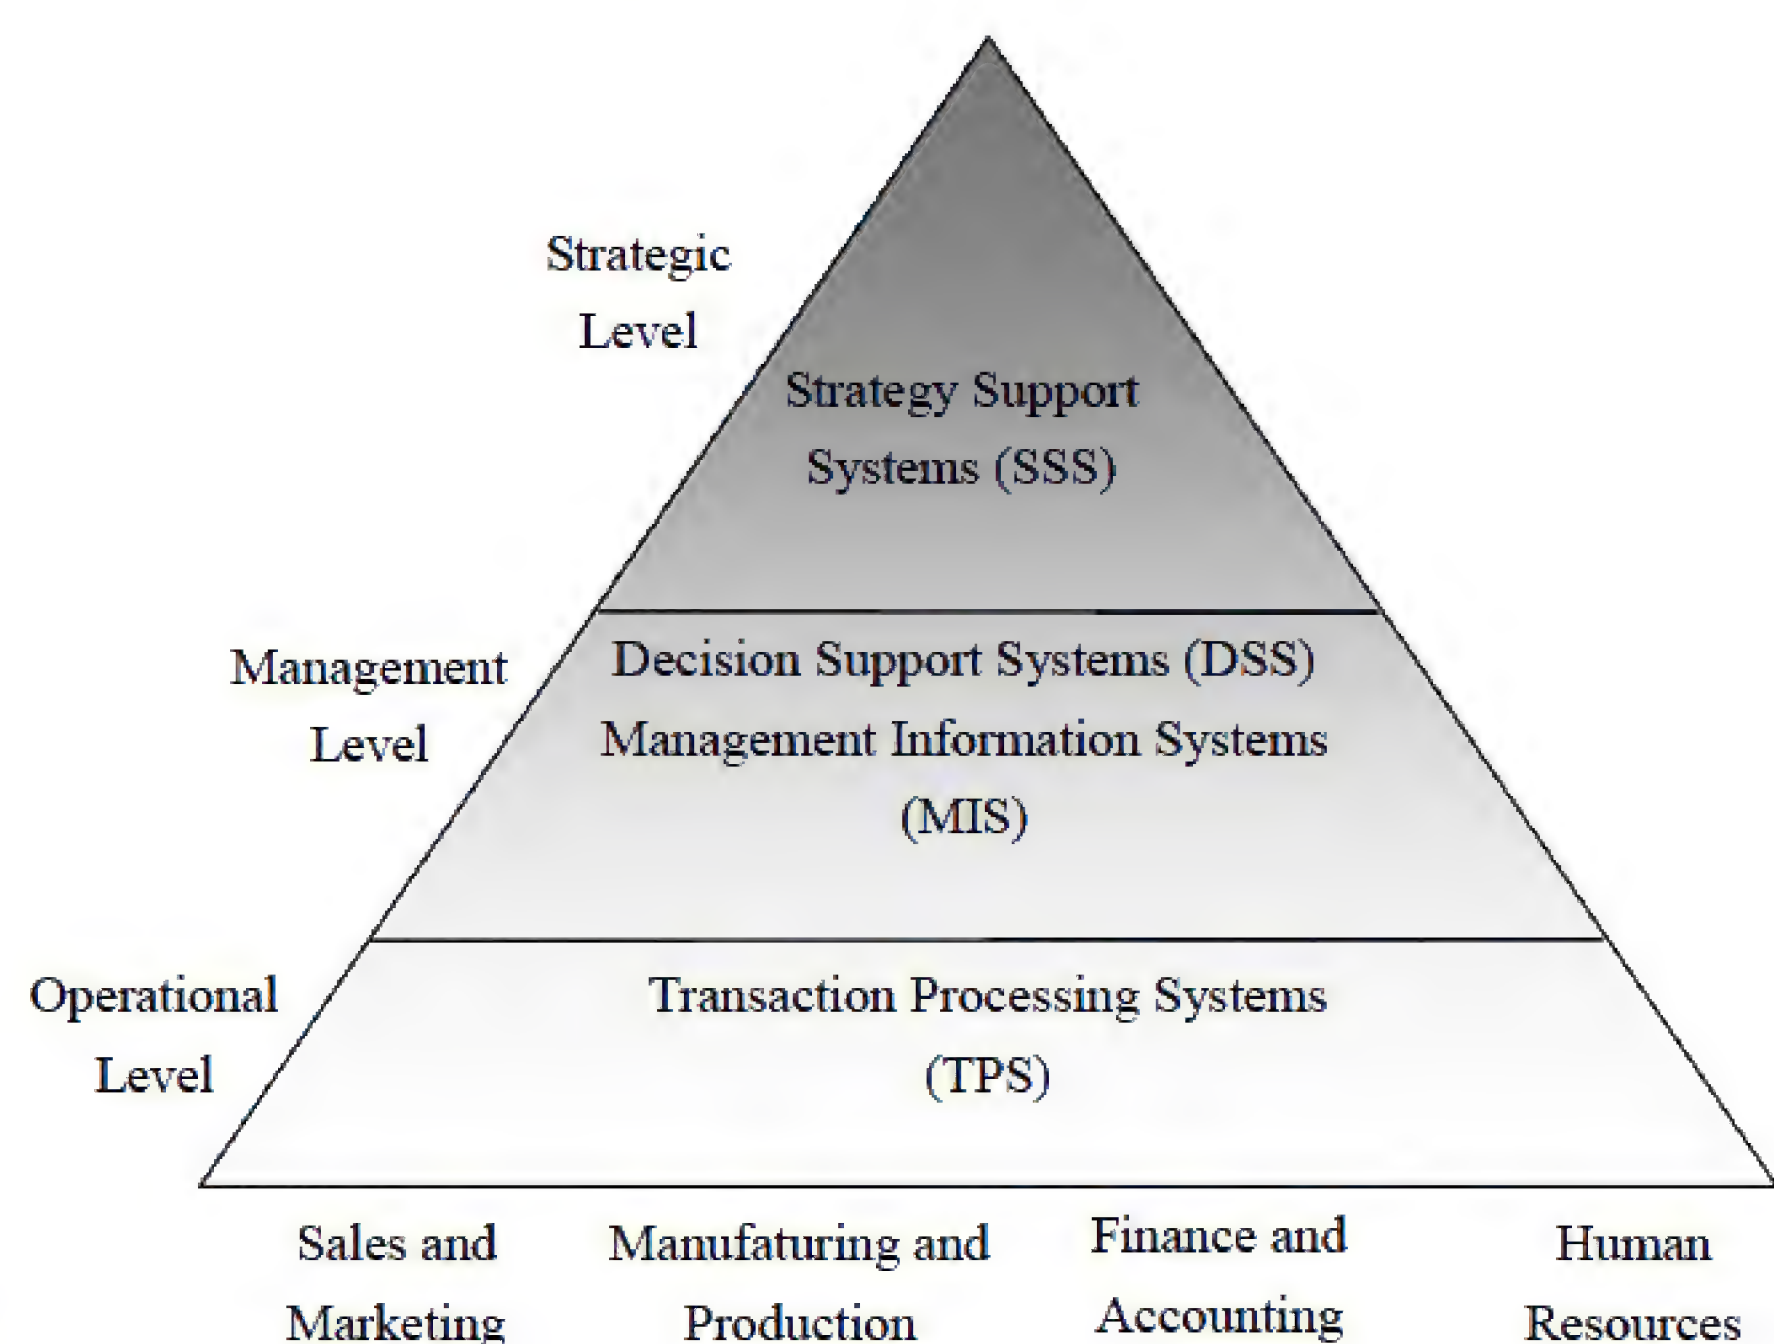 Strategic
Level
Strategy Support
Systems (SSS)
Management
Level
Decision Support Systems (DSS)
Management Information Systems
(MIS)
Operational
Level
Transaction Processing Systems
(TPS)
Sales and
Marketing
Manufaturing and
Production
Finance and
Accounting
Human
Resources